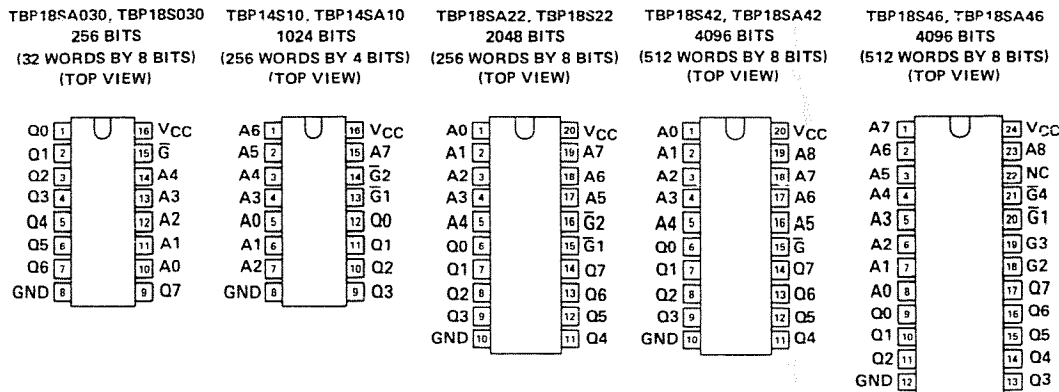 TBP18SA030, TBP18S030
256 BITS
(32 WORDS BY 8 BITS)
(TOP VIEW)
Q0 1 16 VCC
Q1 2 15 G̅
Q2 3 14 A4
Q3 4 13 A3
Q4 5 12 A2
Q5 6 11 A1
Q6 7 10 A0
GND 8 9 Q7
TBP14S10, TBP14SA10
1024 BITS
(256 WORDS BY 4 BITS)
(TOP VIEW)
A6 1 16 VCC
A5 2 15 A7
A4 3 14 G̅2
A3 4 13 G̅1
A0 5 12 Q0
A1 6 11 Q1
A2 7 10 Q2
GND 8 9 Q3
TBP18SA22, TBP18S22
2048 BITS
(256 WORDS BY 8 BITS)
(TOP VIEW)
A0 1 20 VCC
A1 2 19 A7
A2 3 18 A6
A3 4 17 A5
A4 5 16 G̅2
Q0 6 15 G̅1
Q1 7 14 Q7
Q2 8 13 Q6
Q3 9 12 Q5
GND 10 11 Q4
TBP18S42, TBP18SA42
4096 BITS
(512 WORDS BY 8 BITS)
(TOP VIEW)
A0 1 20 VCC
A1 2 19 A8
A2 3 18 A7
A3 4 17 A6
A4 5 16 A5
Q0 6 15 G̅
Q1 7 14 Q7
Q2 8 13 Q6
Q3 9 12 Q5
GND 10 11 Q4
TBP18S46, TBP18SA46
4096 BITS
(512 WORDS BY 8 BITS)
(TOP VIEW)
A7 1 24 VCC
A6 2 23 A8
A5 3 22 NC
A4 4 21 G̅4
A3 5 20 G̅1
A2 6 19 G3
A1 7 18 G2
A0 8 17 Q7
Q0 9 16 Q6
Q1 10 15 Q5
Q2 11 14 Q4
GND 12 13 Q3